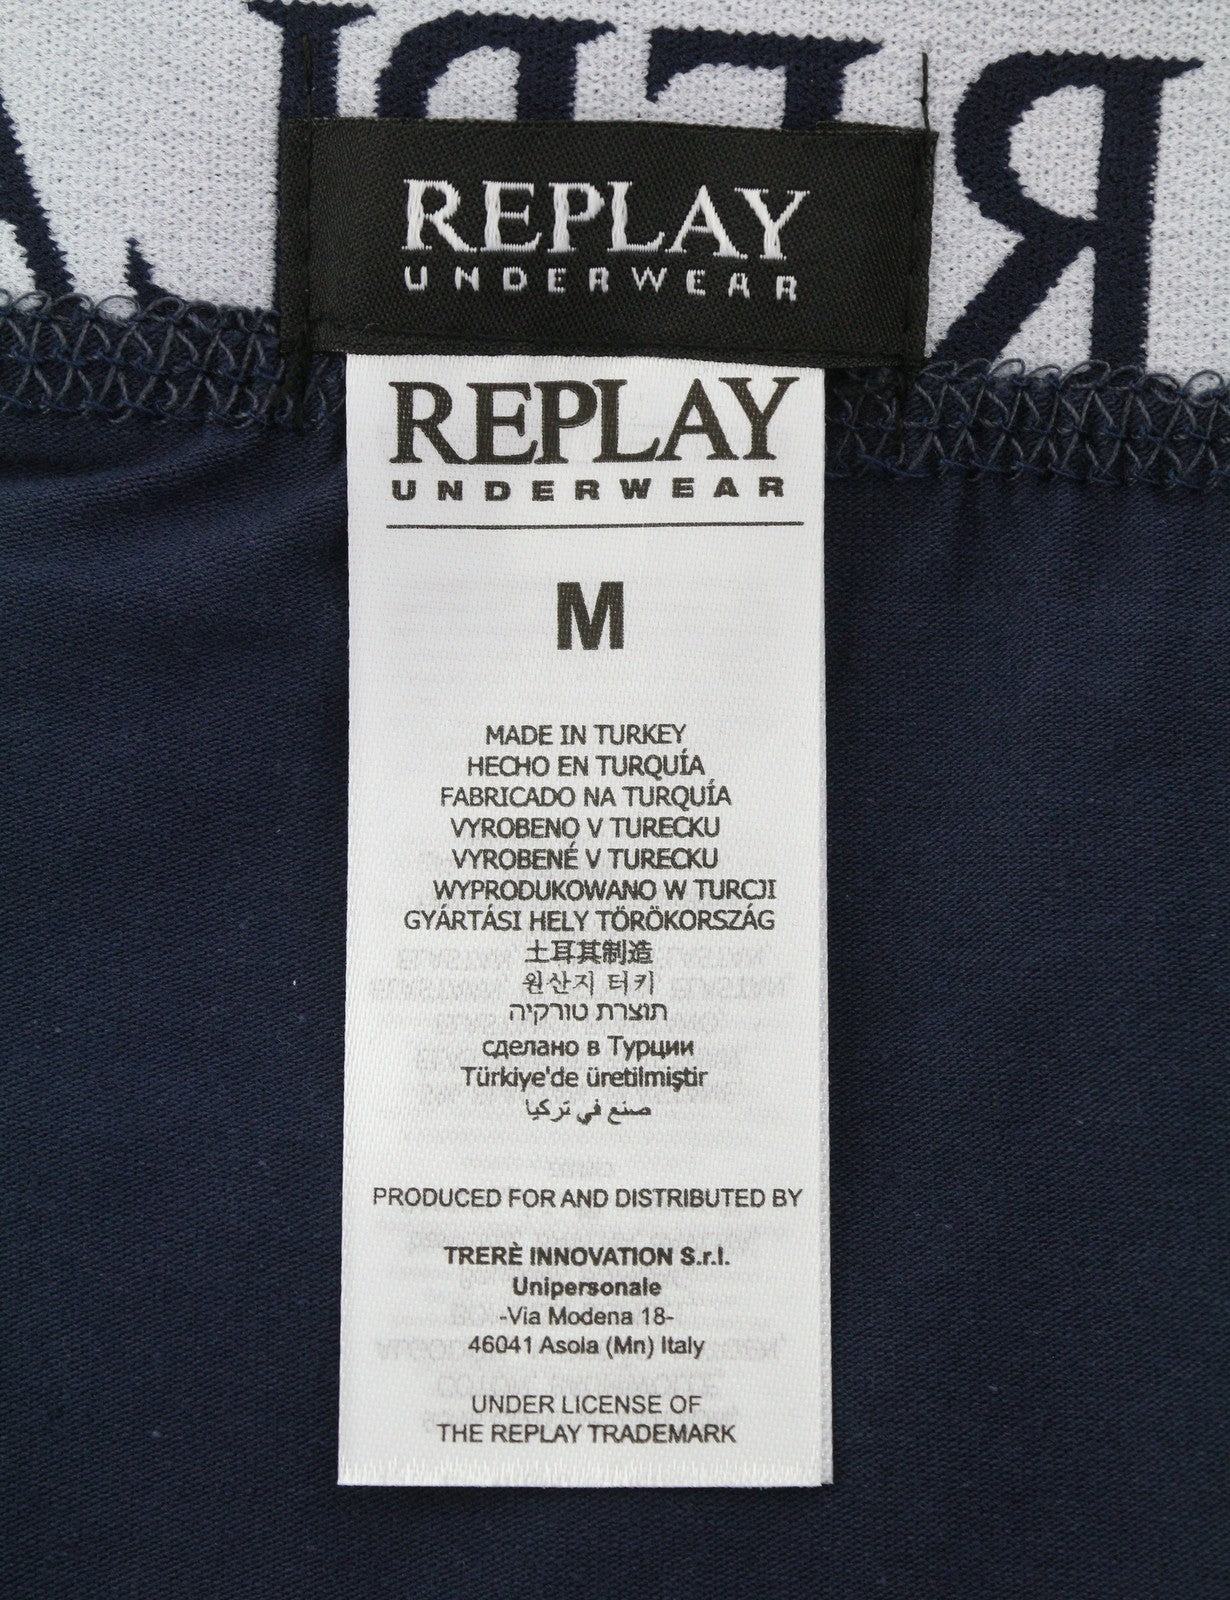 REPLAY
UNDERWEAR
REPLAY
UNDERWEAR
M
MADE IN TURKEY
HECHO EN TURQUÍA
FABRICADO NA TURQUÍA
VYROBENO V TURECKU
VYROBENÉ V TURECKU
WYPRODUKOWANO W TURCJI
GYÁRTÁSI HELY TÖRÖKORSZÁG
土耳其制造
원산지 터키
תוצרת טורקיה
сделано в Турции
Türkiye'de üretilmiştir
صنع في تركيا
PRODUCED FOR AND DISTRIBUTED BY
TRERÈ INNOVATION S.r.l.
Unipersonale
-Via Modena 18-
46041 Asola (Mn) Italy
UNDER LICENSE OF
THE REPLAY TRADEMARK